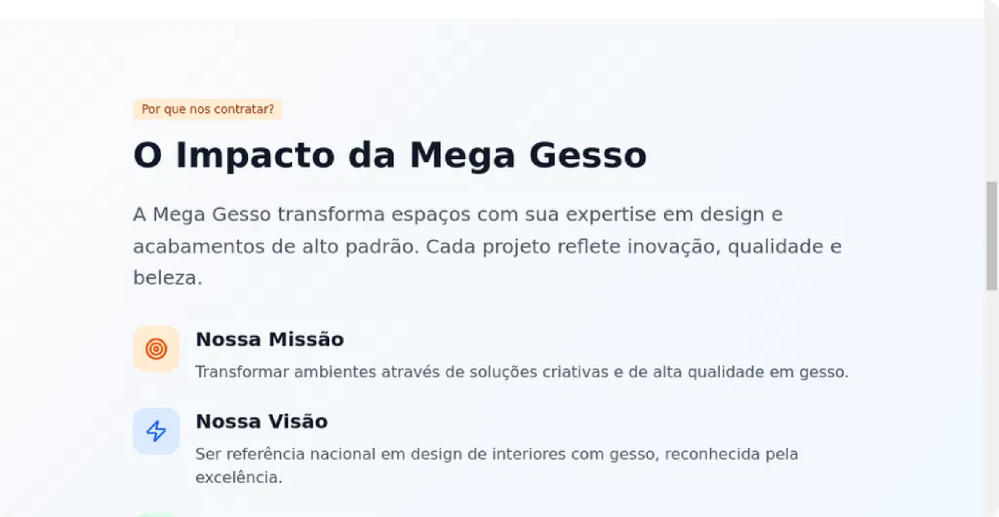 Por que nos contratar?
O Impacto da Mega Gesso
A Mega Gesso transforma espaços com sua expertise em design e
acabamentos de alto padrão. Cada projeto reflete inovação, qualidade e
beleza.
Nossa Missão
Transformar ambientes através de soluções criativas e de alta qualidade em gesso.
Nossa Visão
Ser referência nacional em design de interiores com gesso, reconhecida pela
excelência.